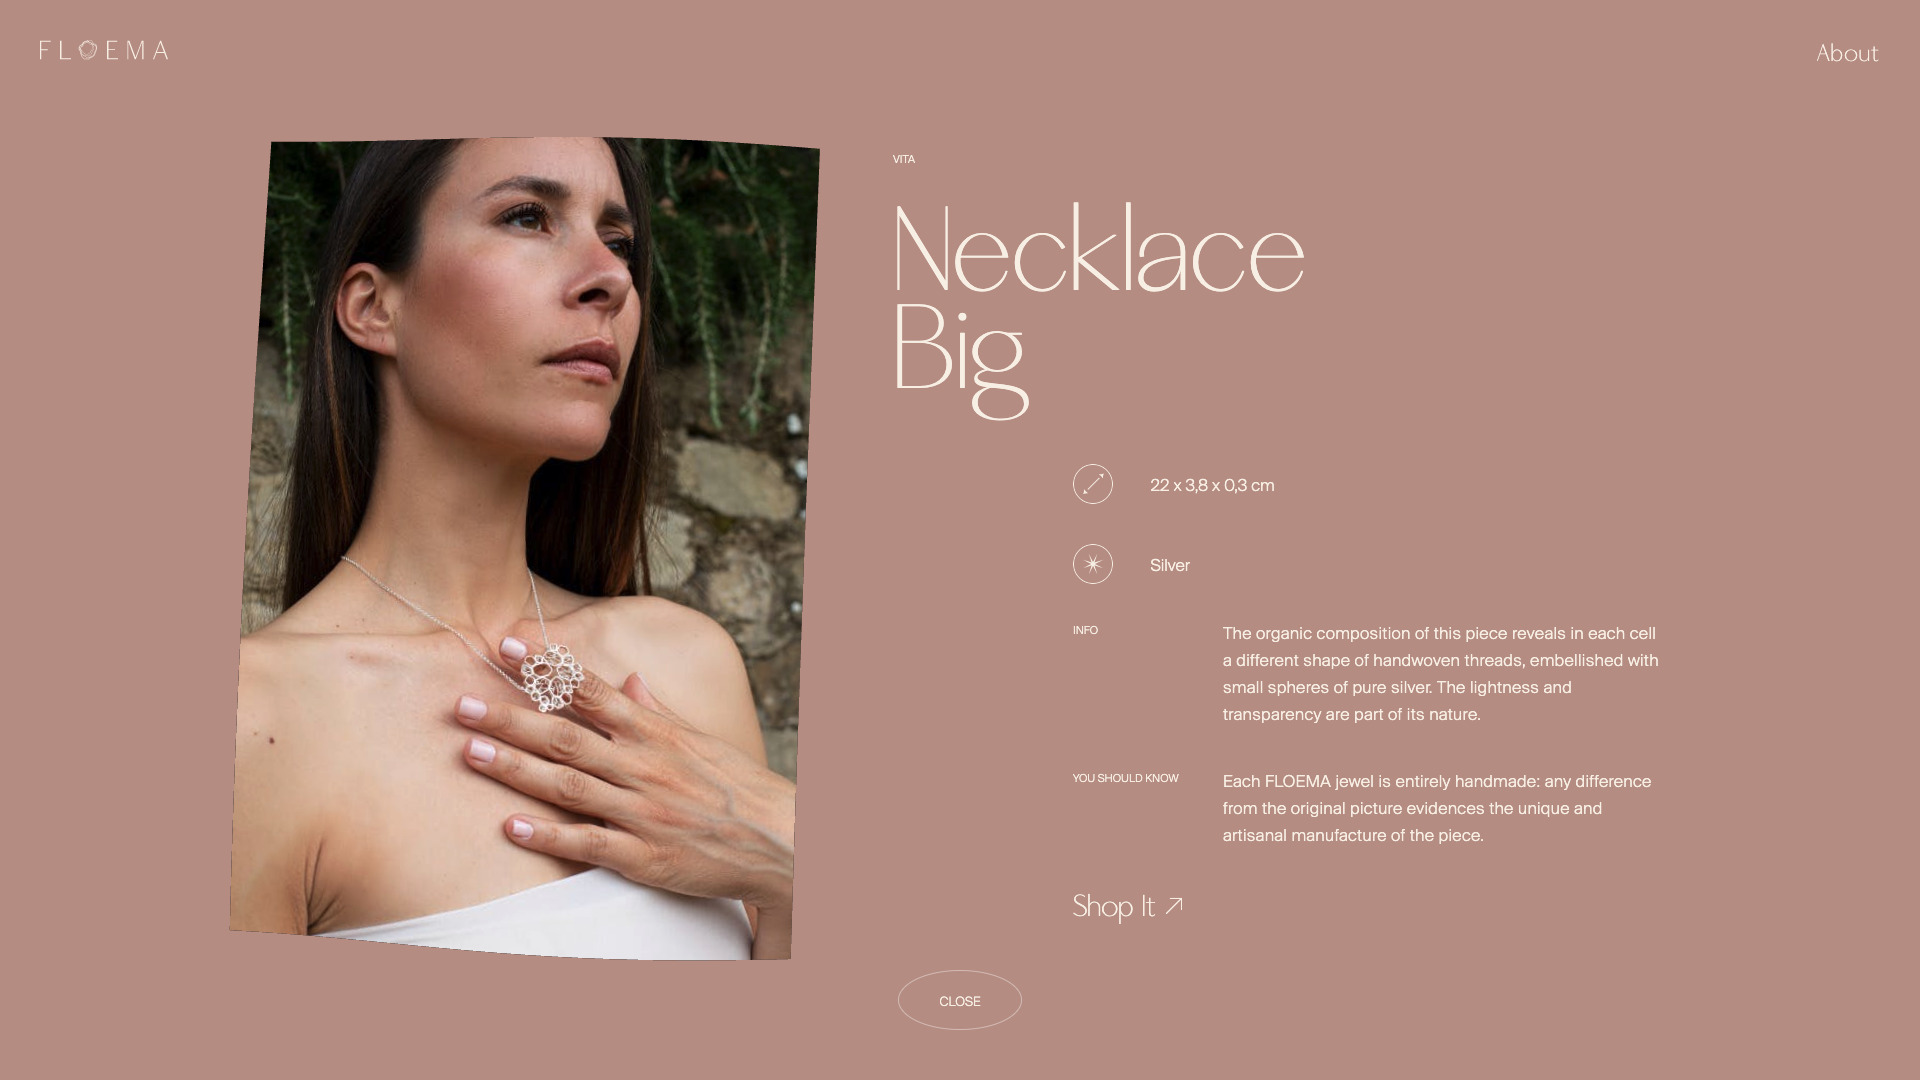 FLOEMA
About
VITA
Necklace
Big
22 x 3,8 x 0,3 cm
Silver
INFO
The organic composition of this piece reveals in each cell
a different shape of handwoven threads, embellished with
small spheres of pure silver. The lightness and
transparency are part of its nature.
YOU SHOULD KNOW
Each FLOEMA jewel is entirely handmade: any difference
from the original picture evidences the unique and
artisanal manufacture of the piece.
Shop It
CLOSE